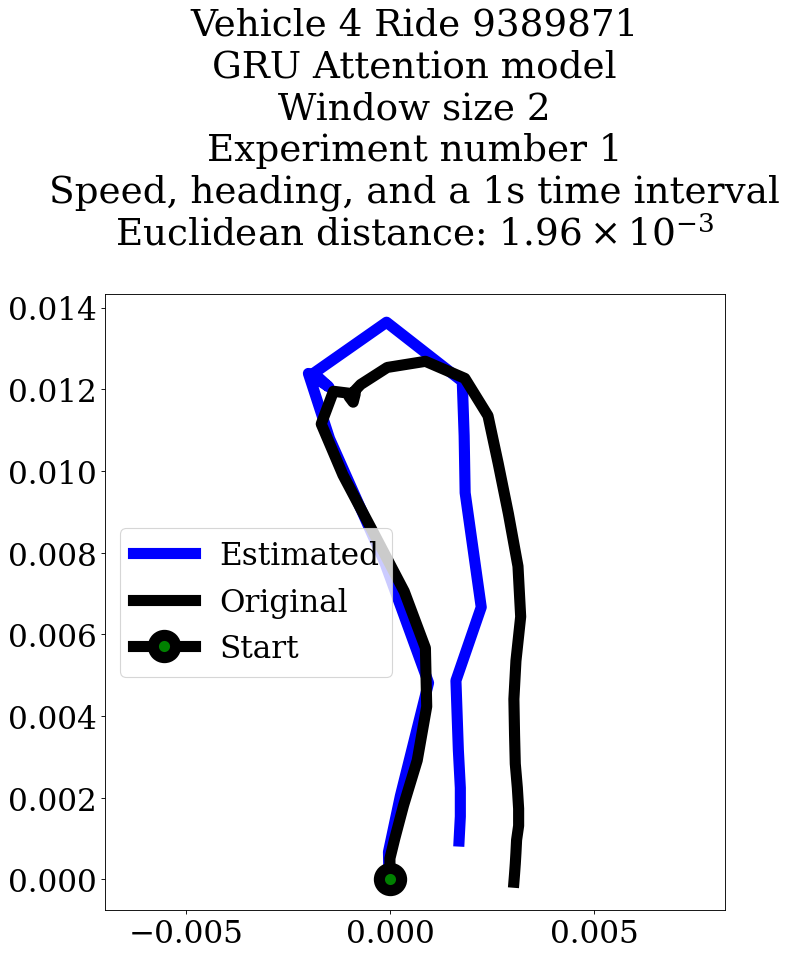 Vehicle 4 Ride 9389871
GRU Attention model
Window size 2
Experiment number 1
Speed, heading, and a 1s time interval
Euclidean distance: 1.96 × 10⁻³
0.014
0.012
0.010
0.008
0.006
0.004
0.002
0.000
Estimated
Original
Start
−0.005
0.000
0.005